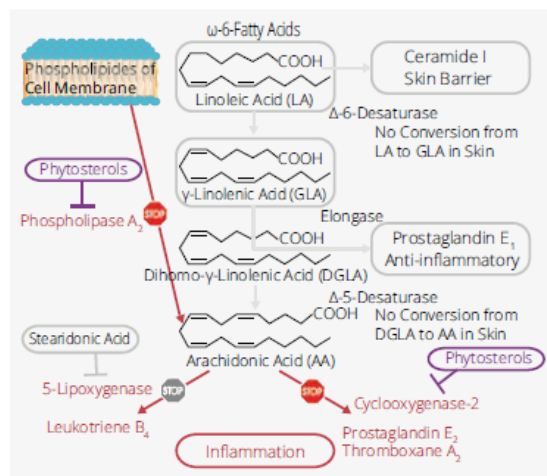 ω-6-Fatty Acids
Phospholipides of
Cell Membrane
COOH
Linoleic Acid (LA)
Ceramide I
Skin Barrier
Δ-6-Desaturase
No Conversion from
LA to GLA in Skin
COOH
γ-Linolenic Acid (GLA)
Phytosterols
Phospholipase A₂
STOP
Elongase
COOH
Dihomo-γ-Linolenic Acid (DGLA)
Prostaglandin E₁
Anti-inflammatory
Δ-5-Desaturase
No Conversion from
DGLA to AA in Skin
COOH
Arachidonic Acid (AA)
Stearidonic Acid
5-Lipoxygenase
STOP
Leukotriene B₄
STOP
Phytosterols
Cyclooxygenase-2
Prostaglandin E₂
Thromboxane A₂
Inflammation